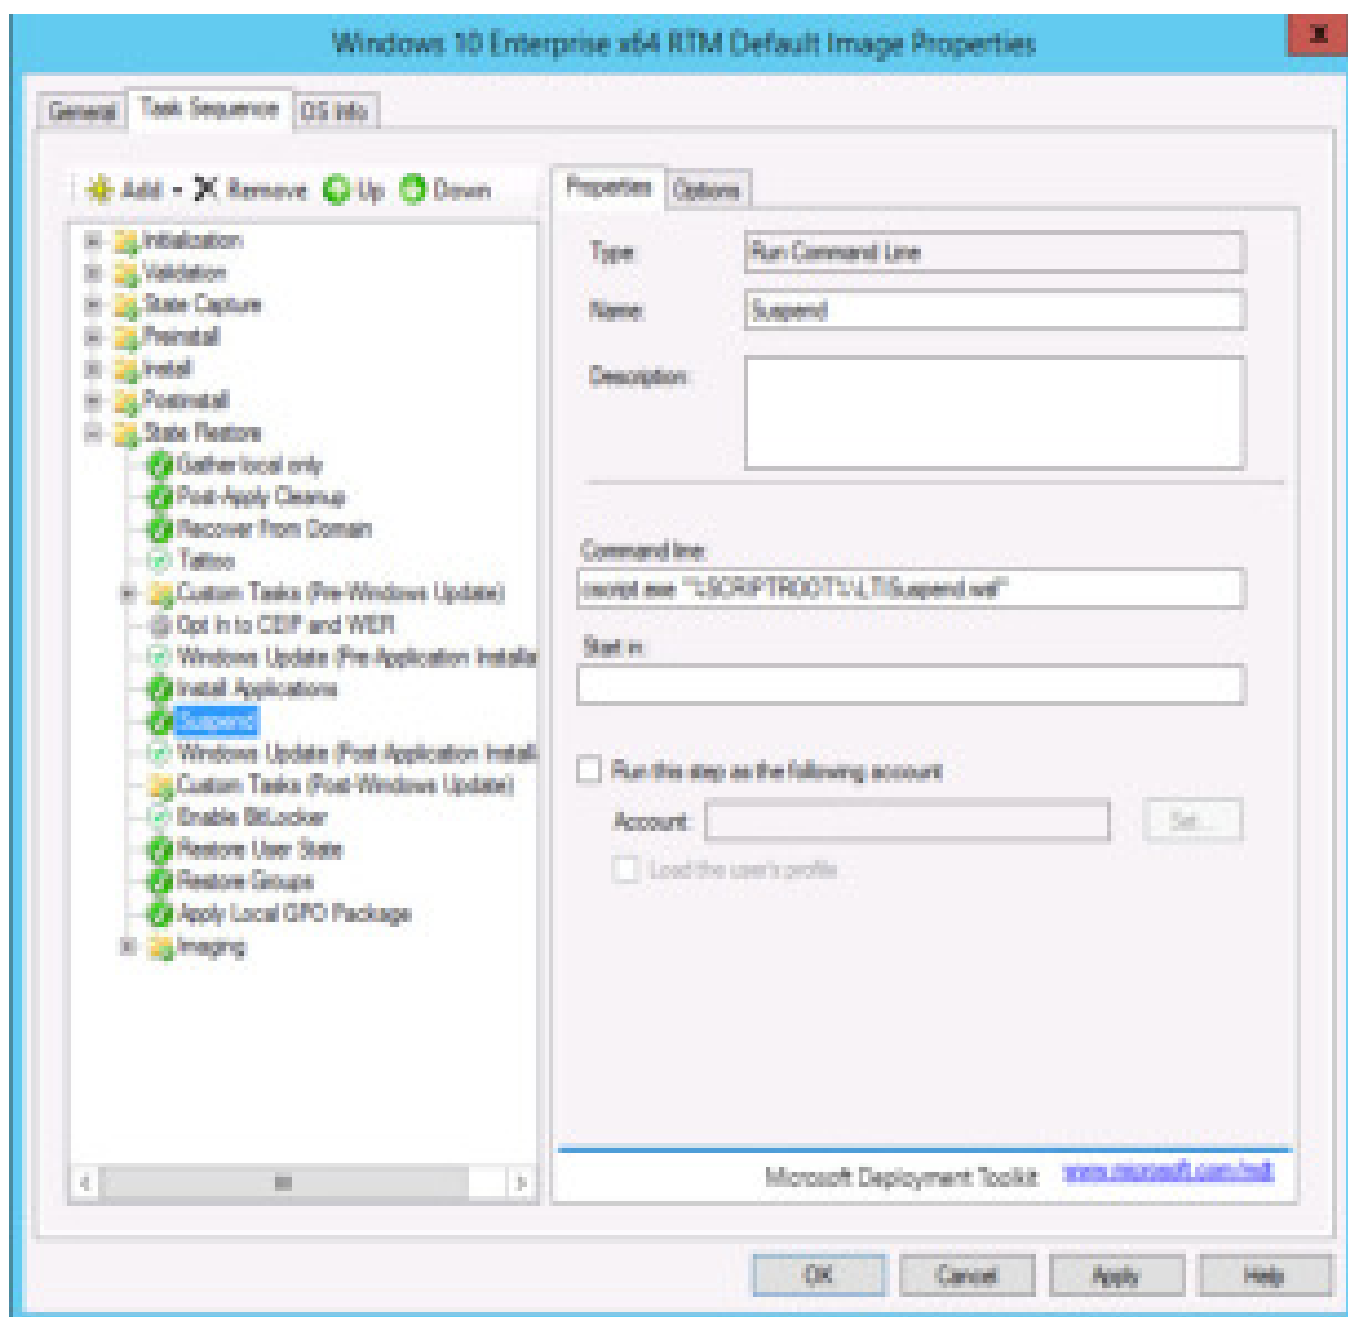 Windows 10 Enterprise x64 RTM Default Image Properties
x
General Task Sequence OS Info
Add Remove Up Down
Properties Options
Initialization
Validation
State Capture
Preinstall
Install
Postinstall
State Restore
Gather local only
Post-Apply Cleanup
Recover From Domain
Tattoo
Custom Tasks (Pre-Windows Update)
Opt In to CEIP and WER
Windows Update (Pre-Application Installa
Install Applications
Suspend
Windows Update (Post-Application Install
Custom Tasks (Post-Windows Update)
Enable BitLocker
Restore User State
Restore Groups
Apply Local GPO Package
Imaging
Type: Run Command Line
Name: Suspend
Description:
Command line:
cscript.exe "%SCRIPTROOT%\LTISuspend.wsf"
Start in:
Run this step as the following account
Account: Set...
Load the user's profile
Microsoft Deployment Toolkit www.microsoft.com/mdt
OK Cancel Apply Help